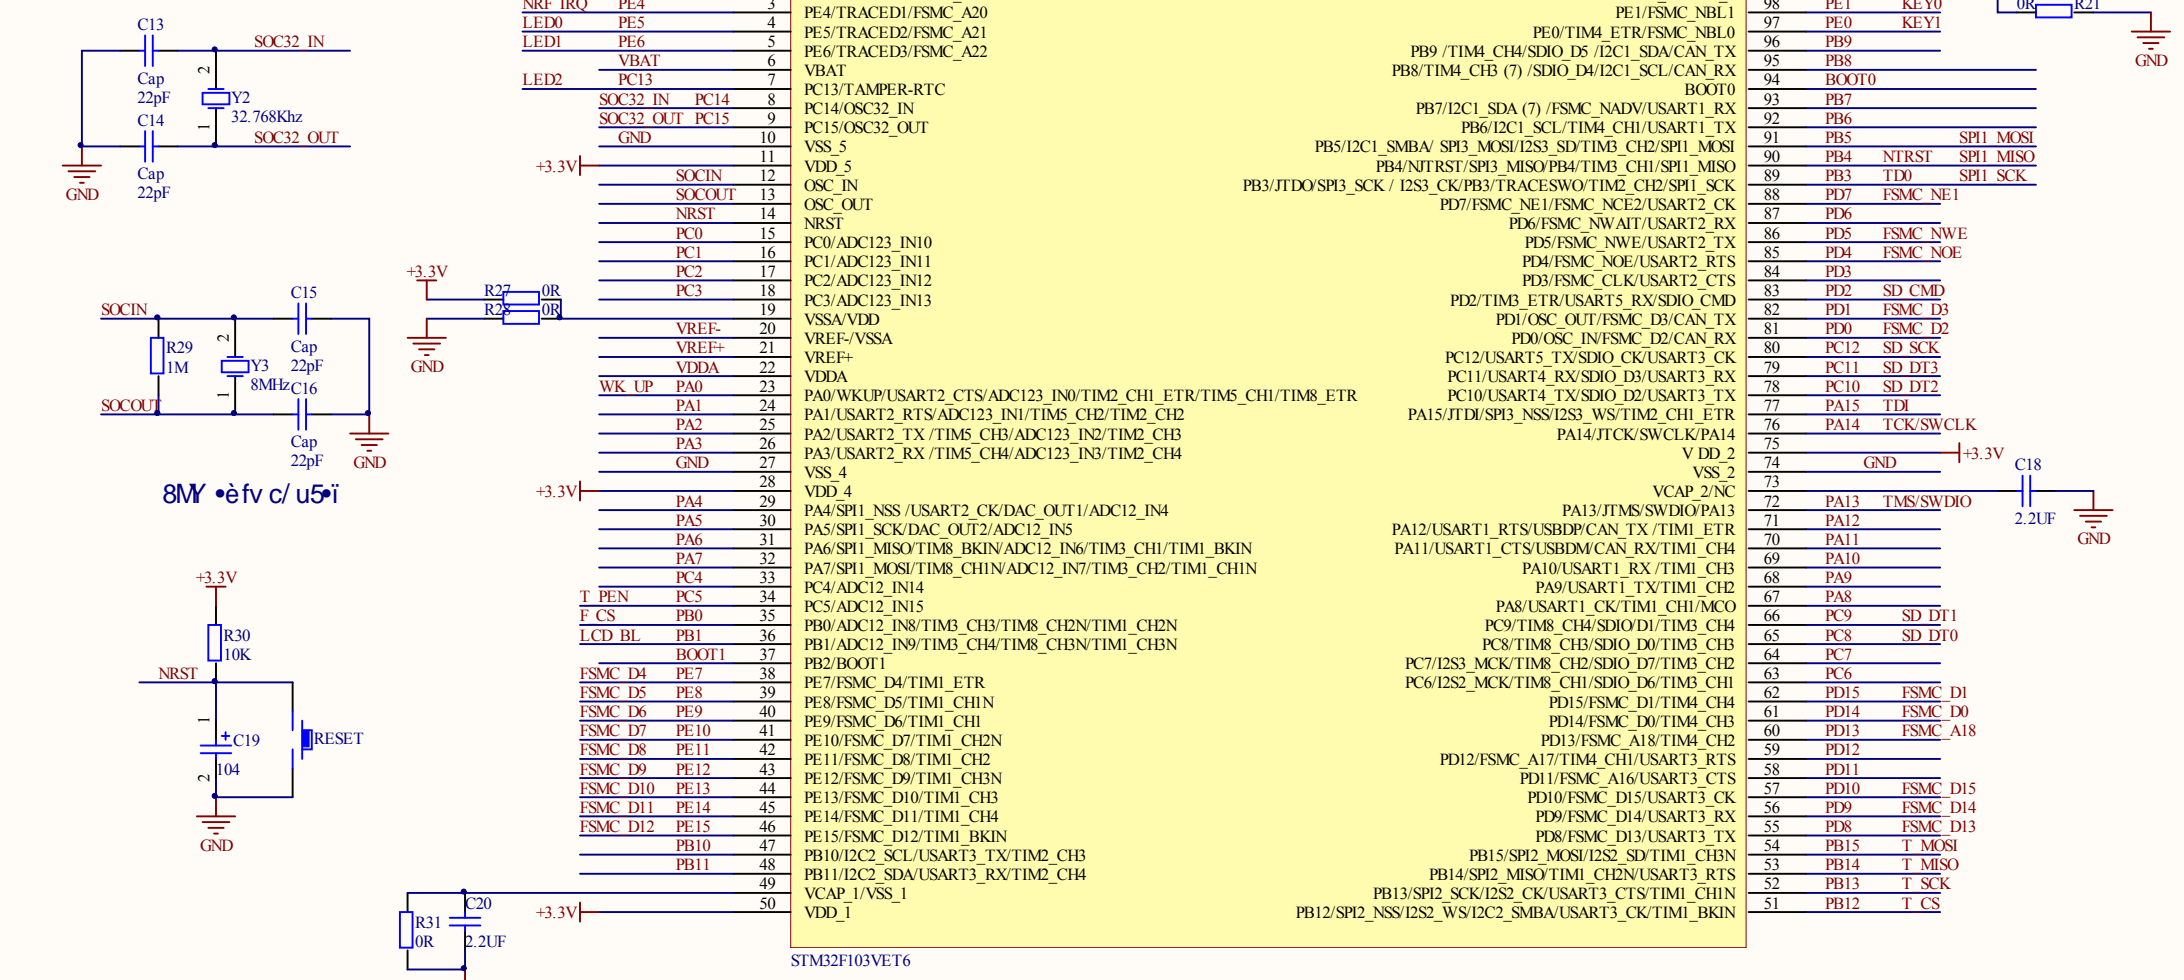 C13
Cap
22pF
SOC32_IN
2
Y2
32.768Khz
1
C14
SOC32_OUT
Cap
22pF
GND
SOCIN
C15
Cap
22pF
R29
1M
2
Y3
8MHz
1
C16
SOCOUT
Cap
22pF
GND
+3.3V
R30
10K
NRST
1
+
C19
104
2
RESET
GND
+3.3V
R27 0R
R28 0R
GND
R31
0R
C20
2.2UF
NRF_IRQ PE4 3 PE4/TRACED1/FSMC_A20
LED0 PE5 4 PE5/TRACED2/FSMC_A21
LED1 PE6 5 PE6/TRACED3/FSMC_A22
VBAT 6 VBAT
LED2 PC13 7 PC13/TAMPER-RTC
SOC32_IN PC14 8 PC14/OSC32_IN
SOC32_OUT PC15 9 PC15/OSC32_OUT
GND 10 VSS_5
+3.3V 11 VDD_5
SOCIN 12 OSC_IN
SOCOUT 13 OSC_OUT
NRST 14 NRST
PC0 15 PC0/ADC123_IN10
PC1 16 PC1/ADC123_IN11
PC2 17 PC2/ADC123_IN12
PC3 18 PC3/ADC123_IN13
19 VSSA/VDD
VREF- 20 VREF-/VSSA
VREF+ 21 VREF+
VDDA 22 VDDA
WK_UP PA0 23 PA0/WKUP/USART2_CTS/ADC123_IN0/TIM2_CH1_ETR/TIM5_CH1/TIM8_ETR
PA1 24 PA1/USART2_RTS/ADC123_IN1/TIM5_CH2/TIM2_CH2
PA2 25 PA2/USART2_TX /TIM5_CH3/ADC123_IN2/TIM2_CH3
PA3 26 PA3/USART2_RX /TIM5_CH4/ADC123_IN3/TIM2_CH4
GND 27 VSS_4
+3.3V 28 VDD_4
PA4 29 PA4/SPI1_NSS /USART2_CK/DAC_OUT1/ADC12_IN4
PA5 30 PA5/SPI1_SCK/DAC_OUT2/ADC12_IN5
PA6 31 PA6/SPI1_MISO/TIM8_BKIN/ADC12_IN6/TIM3_CH1/TIM1_BKIN
PA7 32 PA7/SPI1_MOSI/TIM8_CH1N/ADC12_IN7/TIM3_CH2/TIM1_CH1N
PC4 33 PC4/ADC12_IN14
T_PEN PC5 34 PC5/ADC12_IN15
F_CS PB0 35 PB0/ADC12_IN8/TIM3_CH3/TIM8_CH2N/TIM1_CH2N
LCD_BL PB1 36 PB1/ADC12_IN9/TIM3_CH4/TIM8_CH3N/TIM1_CH3N
BOOT1 37 PB2/BOOT1
FSMC_D4 PE7 38 PE7/FSMC_D4/TIM1_ETR
FSMC_D5 PE8 39 PE8/FSMC_D5/TIM1_CH1N
FSMC_D6 PE9 40 PE9/FSMC_D6/TIM1_CH1
FSMC_D7 PE10 41 PE10/FSMC_D7/TIM1_CH2N
FSMC_D8 PE11 42 PE11/FSMC_D8/TIM1_CH2
FSMC_D9 PE12 43 PE12/FSMC_D9/TIM1_CH3N
FSMC_D10 PE13 44 PE13/FSMC_D10/TIM1_CH3
FSMC_D11 PE14 45 PE14/FSMC_D11/TIM1_CH4
FSMC_D12 PE15 46 PE15/FSMC_D12/TIM1_BKIN
PB10 47 PB10/I2C2_SCL/USART3_TX/TIM2_CH3
PB11 48 PB11/I2C2_SDA/USART3_RX/TIM2_CH4
49 VCAP_1/VSS_1
+3.3V 50 VDD_1
PE1/FSMC_NBL1 98 PE1 KEY0
PE0/TIM4_ETR/FSMC_NBL0 97 PE0 KEY1
PB9 /TIM4_CH4/SDIO_D5 /I2C1_SDA/CAN_TX 96 PB9
PB8/TIM4_CH3 (7) /SDIO_D4/I2C1_SCL/CAN_RX 95 PB8
BOOT0 94 BOOT0
PB7/I2C1_SDA (7) /FSMC_NADV/USART1_RX 93 PB7
PB6/I2C1_SCL/TIM4_CH1/USART1_TX 92 PB6
PB5/I2C1_SMBA/ SPI3_MOSI/I2S3_SD/TIM3_CH2/SPI1_MOSI 91 PB5 SPI1_MOSI
PB4/NJTRST/SPI3_MISO/PB4/TIM3_CH1/SPI1_MISO 90 PB4 NTRST SPI1_MISO
PB3/JTDO/SPI3_SCK / I2S3_CK/PB3/TRACESWO/TIM2_CH2/SPI1_SCK 89 PB3 TD0 SPI1_SCK
PD7/FSMC_NE1/FSMC_NCE2/USART2_CK 88 PD7 FSMC_NE1
PD6/FSMC_NWAIT/USART2_RX 87 PD6
PD5/FSMC_NWE/USART2_TX 86 PD5 FSMC_NWE
PD4/FSMC_NOE/USART2_RTS 85 PD4 FSMC_NOE
PD3/FSMC_CLK/USART2_CTS 84 PD3
PD2/TIM3_ETR/USART5_RX/SDIO_CMD 83 PD2 SD_CMD
PD1/OSC_OUT/FSMC_D3/CAN_TX 82 PD1 FSMC_D3
PD0/OSC_IN/FSMC_D2/CAN_RX 81 PD0 FSMC_D2
PC12/USART5_TX/SDIO_CK/USART3_CK 80 PC12 SD_SCK
PC11/USART4_RX/SDIO_D3/USART3_RX 79 PC11 SD_DT3
PC10/USART4_TX/SDIO_D2/USART3_TX 78 PC10 SD_DT2
PA15/JTDI/SPI3_NSS/I2S3_WS/TIM2_CH1_ETR 77 PA15 TDI
PA14/JTCK/SWCLK/PA14 76 PA14 TCK/SWCLK
V DD_2 75 +3.3V
VSS_2 74 GND
VCAP_2/NC 73
PA13/JTMS/SWDIO/PA13 72 PA13 TMS/SWDIO
PA12/USART1_RTS/USBDP/CAN_TX /TIM1_ETR 71 PA12
PA11/USART1_CTS/USBDM/CAN_RX/TIM1_CH4 70 PA11
PA10/USART1_RX /TIM1_CH3 69 PA10
PA9/USART1_TX/TIM1_CH2 68 PA9
PA8/USART1_CK/TIM1_CH1/MCO 67 PA8
PC9/TIM8_CH4/SDIO/D1/TIM3_CH4 66 PC9 SD_DT1
PC8/TIM8_CH3/SDIO_D0/TIM3_CH3 65 PC8 SD_DT0
PC7/I2S3_MCK/TIM8_CH2/SDIO_D7/TIM3_CH2 64 PC7
PC6/I2S2_MCK/TIM8_CH1/SDIO_D6/TIM3_CH1 63 PC6
PD15/FSMC_D1/TIM4_CH4 62 PD15 FSMC_D1
PD14/FSMC_D0/TIM4_CH3 61 PD14 FSMC_D0
PD13/FSMC_A18/TIM4_CH2 60 PD13 FSMC_A18
PD12/FSMC_A17/TIM4_CH1/USART3_RTS 59 PD12
PD11/FSMC_A16/USART3_CTS 58 PD11
PD10/FSMC_D15/USART3_CK 57 PD10 FSMC_D15
PD9/FSMC_D14/USART3_RX 56 PD9 FSMC_D14
PD8/FSMC_D13/USART3_TX 55 PD8 FSMC_D13
PB15/SPI2_MOSI/I2S2_SD/TIM1_CH3N 54 PB15 T_MOSI
PB14/SPI2_MISO/TIM1_CH2N/USART3_RTS 53 PB14 T_MISO
PB13/SPI2_SCK/I2S2_CK/USART3_CTS/TIM1_CH1N 52 PB13 T_SCK
PB12/SPI2_NSS/I2S2_WS/I2C2_SMBA/USART3_CK/TIM1_BKIN 51 PB12 T_CS
0R R21
GND
C18
2.2UF
GND
STM32F103VET6